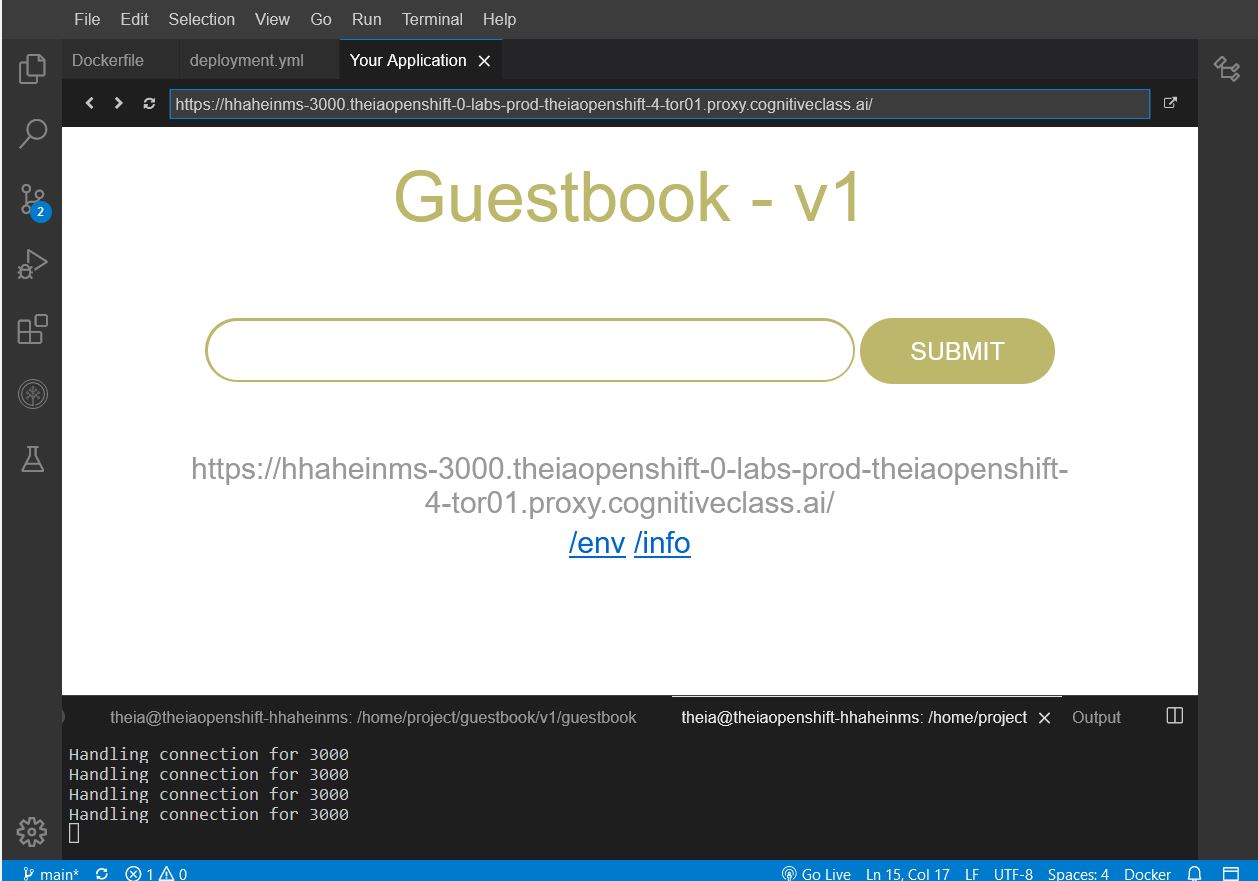 File Edit Selection View Go Run Terminal Help
Dockerfile deployment.yml Your Application
https://hhaheinms-3000.theiaopenshift-0-labs-prod-theiaopenshift-4-tor01.proxy.cognitiveclass.ai/
Guestbook - v1
SUBMIT
2
https://hhaheinms-3000.theiaopenshift-0-labs-prod-theiaopenshift-
4-tor01.proxy.cognitiveclass.ai/
/env /info
theia@theiaopenshift-hhaheinms: /home/project/guestbook/v1/guestbook theia@theiaopenshift-hhaheinms: /home/project Output
Handling connection for 3000
Handling connection for 3000
Handling connection for 3000
Handling connection for 3000
main* 1 0 Go Live Ln 15, Col 17 LF UTF-8 Spaces: 4 Docker